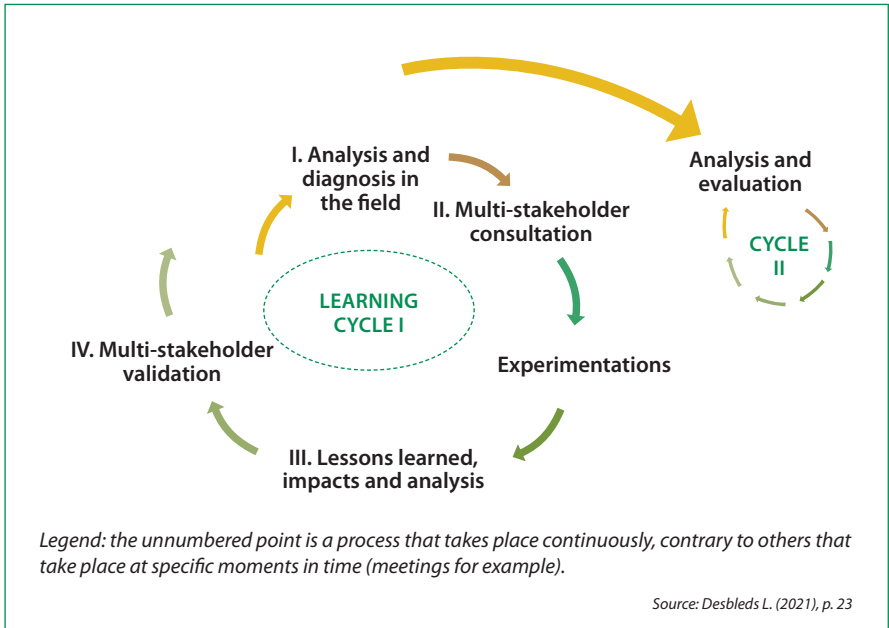 I. Analysis and
diagnosis in
the field
II. Multi-stakeholder
consultation
Experimentations
III. Lessons learned,
impacts and analysis
IV. Multi-stakeholder
validation
LEARNING
CYCLE I
Analysis and
evaluation
CYCLE
II
Legend: the unnumbered point is a process that takes place continuously, contrary to others that
take place at specific moments in time (meetings for example).
Source: Desbleds L. (2021), p. 23